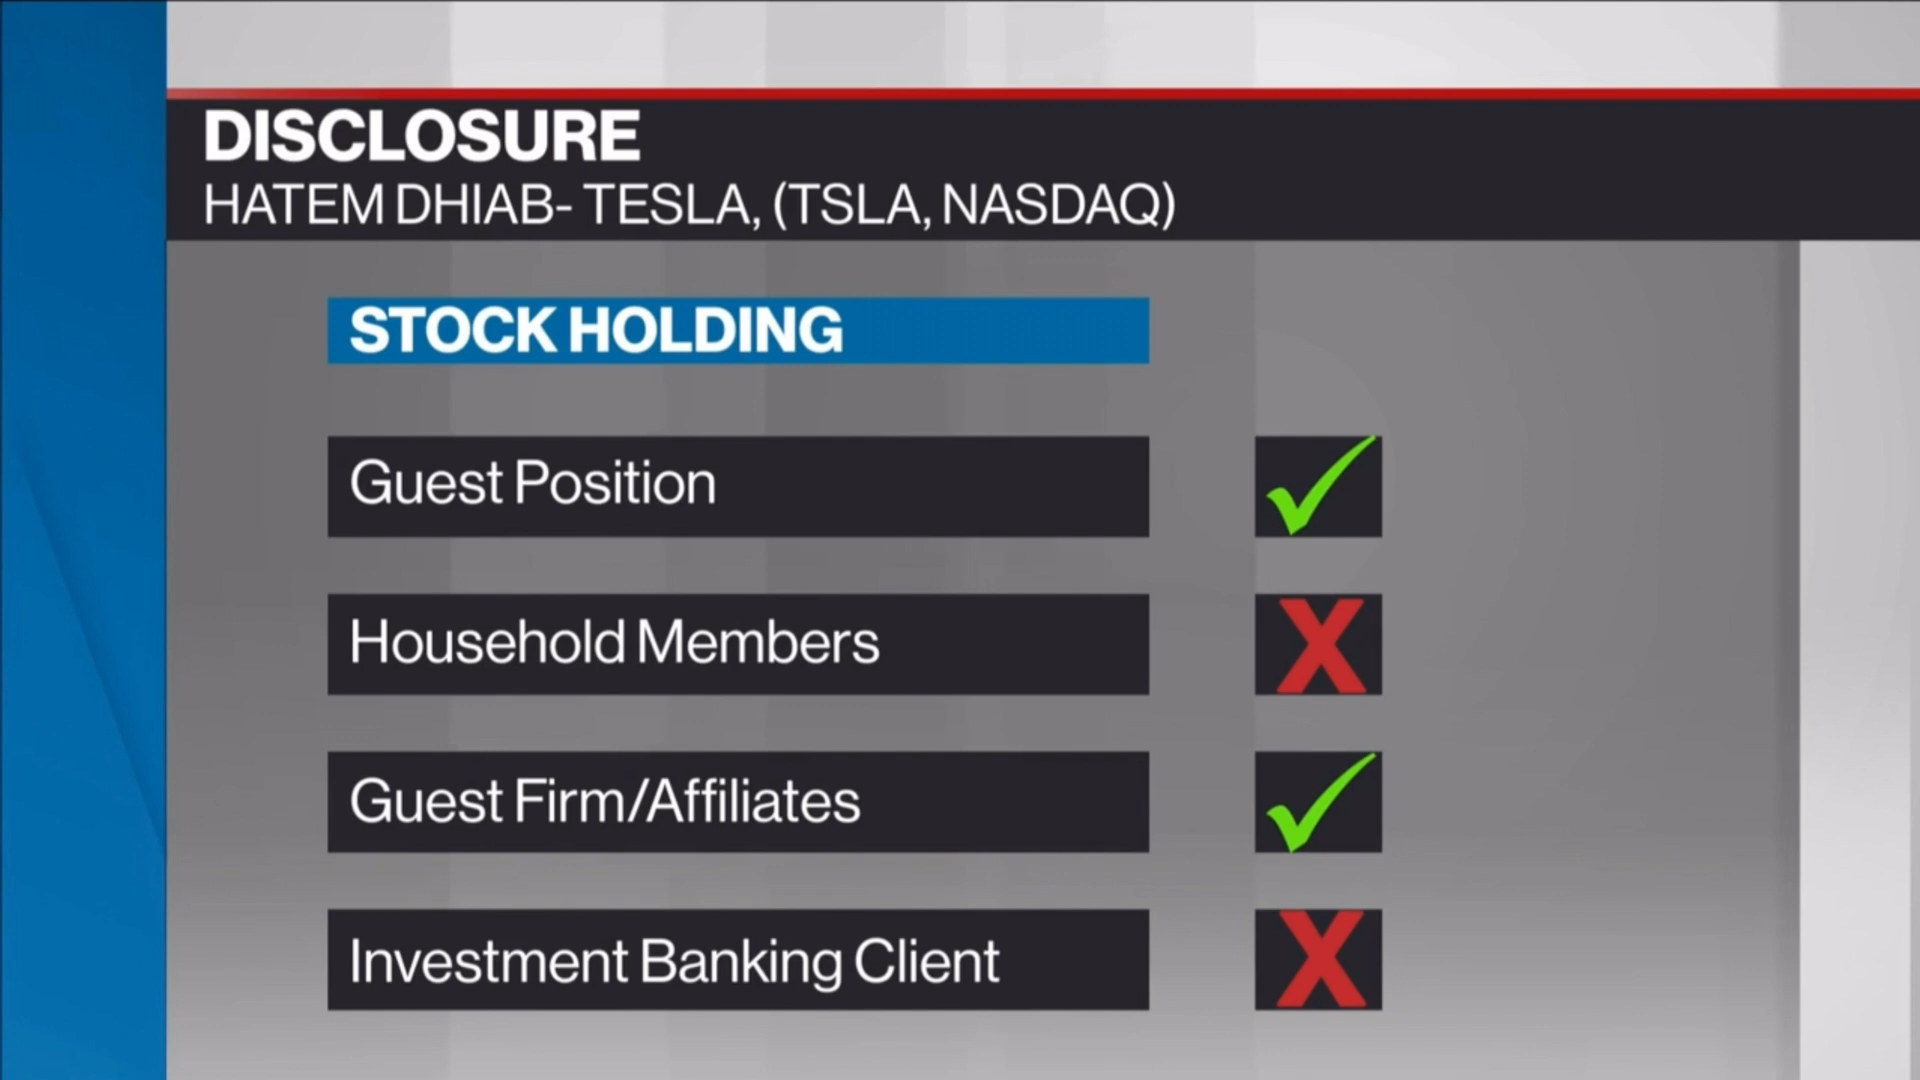 DISCLOSURE
HATEM DHIAB- TESLA, (TSLA, NASDAQ)
STOCK HOLDING
Guest Position
Household Members
X
Guest Firm/Affiliates
Investment Banking Client
X